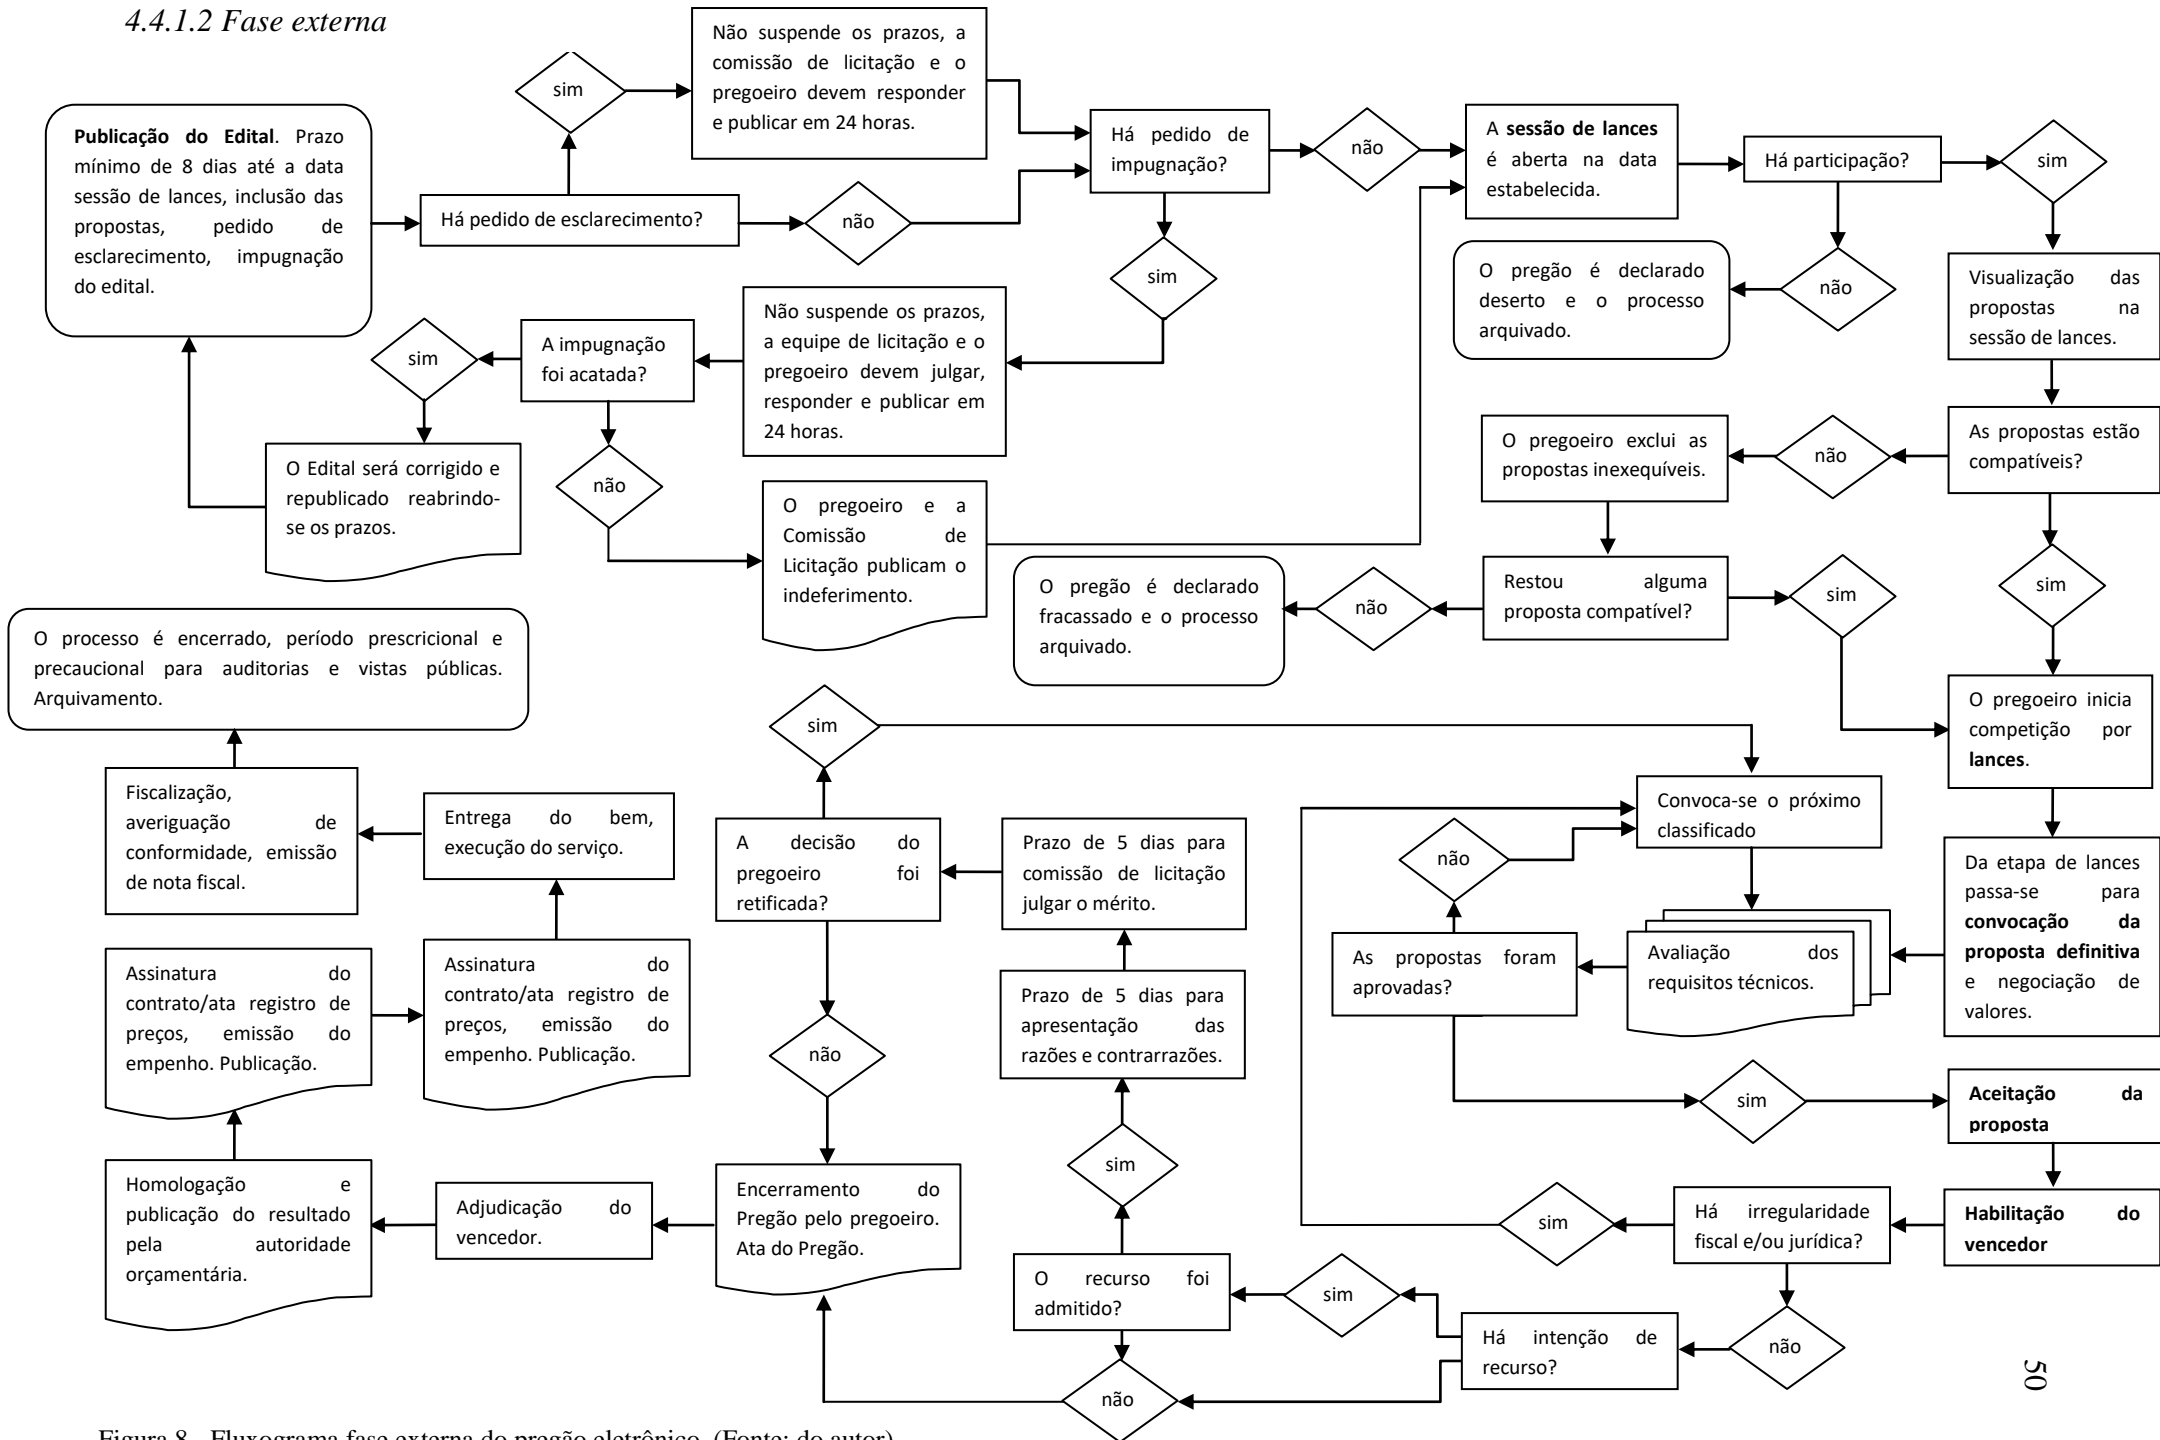 4.4.1.2 Fase externa
Publicação do Edital. Prazo
mínimo de 8 dias até a data
sessão de lances, inclusão das
propostas, pedido de
esclarecimento, impugnação
do edital.
Há pedido de esclarecimento?
sim
Não suspende os prazos, a
comissão de licitação e o
pregoeiro devem responder
e publicar em 24 horas.
não
Há pedido de
impugnação?
não
sim
A sessão de lances
é aberta na data
estabelecida.
Há participação?
sim
não
O pregão é declarado
deserto e o processo
arquivado.
Visualização das
propostas na
sessão de lances.
Não suspende os prazos,
a equipe de licitação e o
pregoeiro devem julgar,
responder e publicar em
24 horas.
A impugnação
foi acatada?
sim
não
O Edital será corrigido e
republicado reabrindo-
se os prazos.
O pregoeiro e a
Comissão de
Licitação publicam o
indeferimento.
As propostas estão
compatíveis?
não
O pregoeiro exclui as
propostas inexequíveis.
sim
Restou alguma
proposta compatível?
sim
não
O pregão é declarado
fracassado e o processo
arquivado.
O pregoeiro inicia
competição por
lances.
Da etapa de lances
passa-se para
convocação da
proposta definitiva
e negociação de
valores.
Convoca-se o próximo
classificado
Avaliação dos
requisitos técnicos.
As propostas foram
aprovadas?
não
sim
Aceitação da
proposta
Habilitação do
vencedor
Há irregularidade
fiscal e/ou jurídica?
sim
não
Há intenção de
recurso?
sim
não
O recurso foi
admitido?
sim
Prazo de 5 dias para
apresentação das
razões e contrarrazões.
Prazo de 5 dias para
comissão de licitação
julgar o mérito.
A decisão do
pregoeiro foi
retificada?
sim
não
Encerramento do
Pregão pelo pregoeiro.
Ata do Pregão.
Adjudicação do
vencedor.
Homologação e
publicação do resultado
pela autoridade
orçamentária.
Assinatura do
contrato/ata registro de
preços, emissão do
empenho. Publicação.
Assinatura do
contrato/ata registro de
preços, emissão do
empenho. Publicação.
Entrega do bem,
execução do serviço.
Fiscalização,
averiguação de
conformidade, emissão
de nota fiscal.
O processo é encerrado, período prescricional e
precaucional para auditorias e vistas públicas.
Arquivamento.
50
Figura 8 - Fluxograma fase externa do pregão eletrônico. (Fonte: do autor)